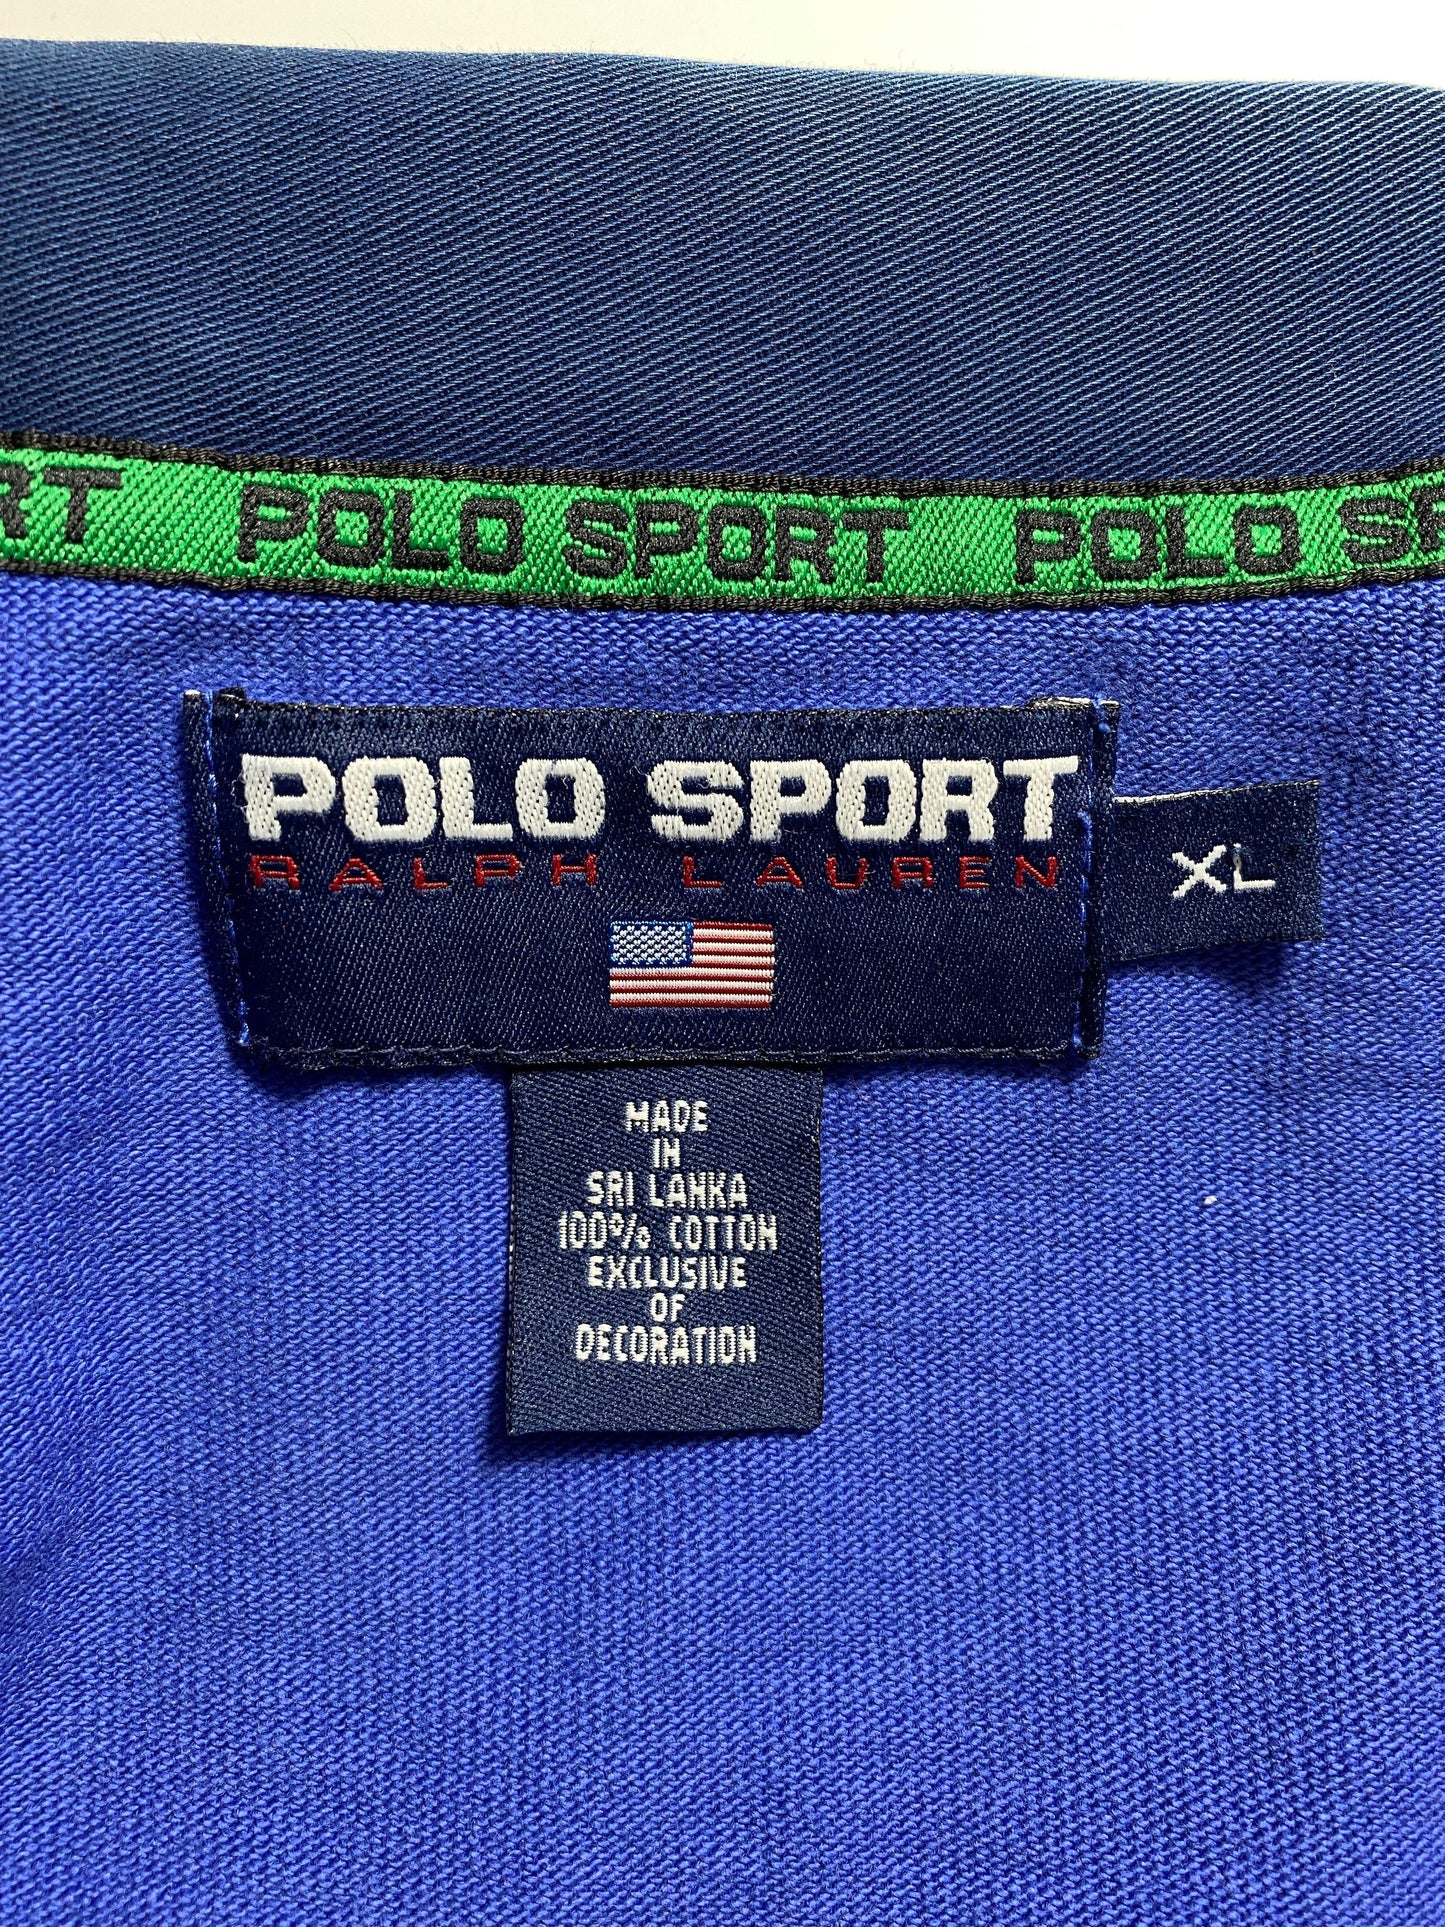 RT POLO SPORT POLO SP
POLO SPORT
RALPH LAUREN
XL
MADE
IN
SRI LANKA
100% COTTON
EXCLUSIVE
OF
DECORATION